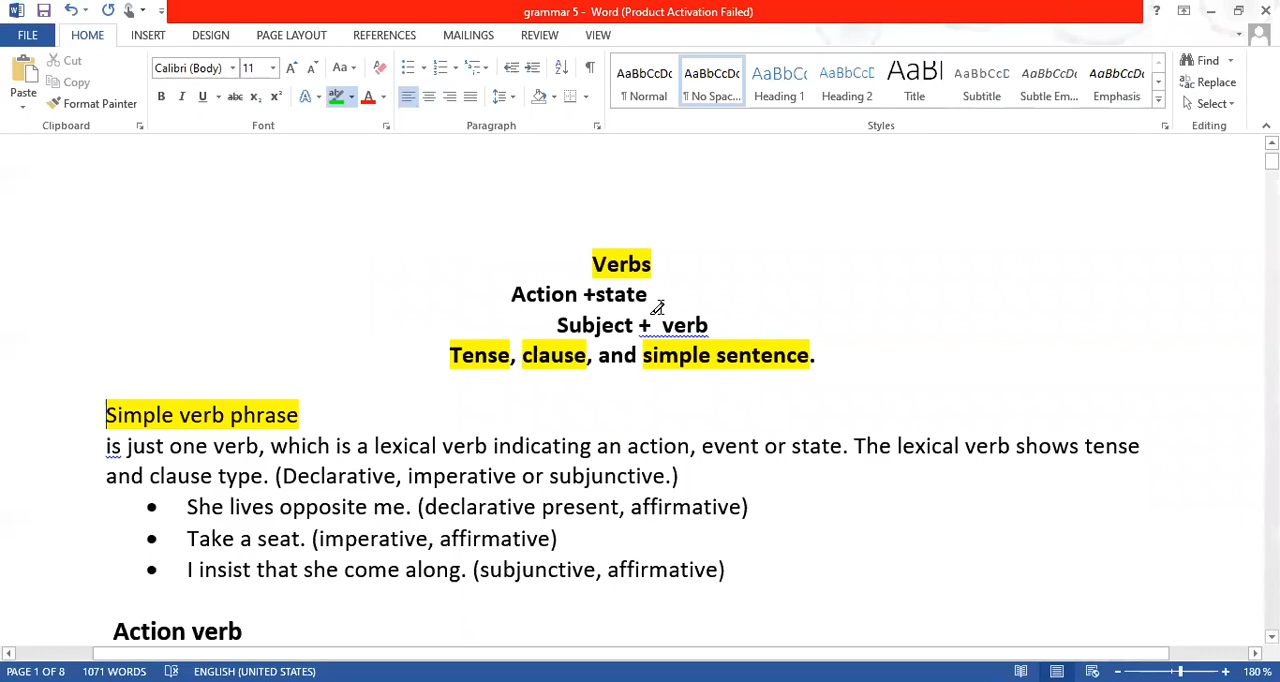 grammar 5 - Word (Product Activation Failed)
FILE HOME INSERT DESIGN PAGE LAYOUT REFERENCES MAILINGS REVIEW VIEW
Cut
Copy
Format Painter
Paste
Clipboard
Calibri (Body) 11
Font
Paragraph
AaBbCcDc AaBbCcDc AaBbCc AaBbCcD AaBI AaBbCcD AaBbCcDc AaBbCcDc
¶ Normal ¶ No Spac... Heading 1 Heading 2 Title Subtitle Subtle Em... Emphasis
Styles
Find
Replace
Select
Editing
Verbs
Action +state
Subject + verb
Tense, clause, and simple sentence.
Simple verb phrase
is just one verb, which is a lexical verb indicating an action, event or state. The lexical verb shows tense
and clause type. (Declarative, imperative or subjunctive.)
• She lives opposite me. (declarative present, affirmative)
• Take a seat. (imperative, affirmative)
• I insist that she come along. (subjunctive, affirmative)
Action verb
PAGE 1 OF 8 1071 WORDS ENGLISH (UNITED STATES) 180 %